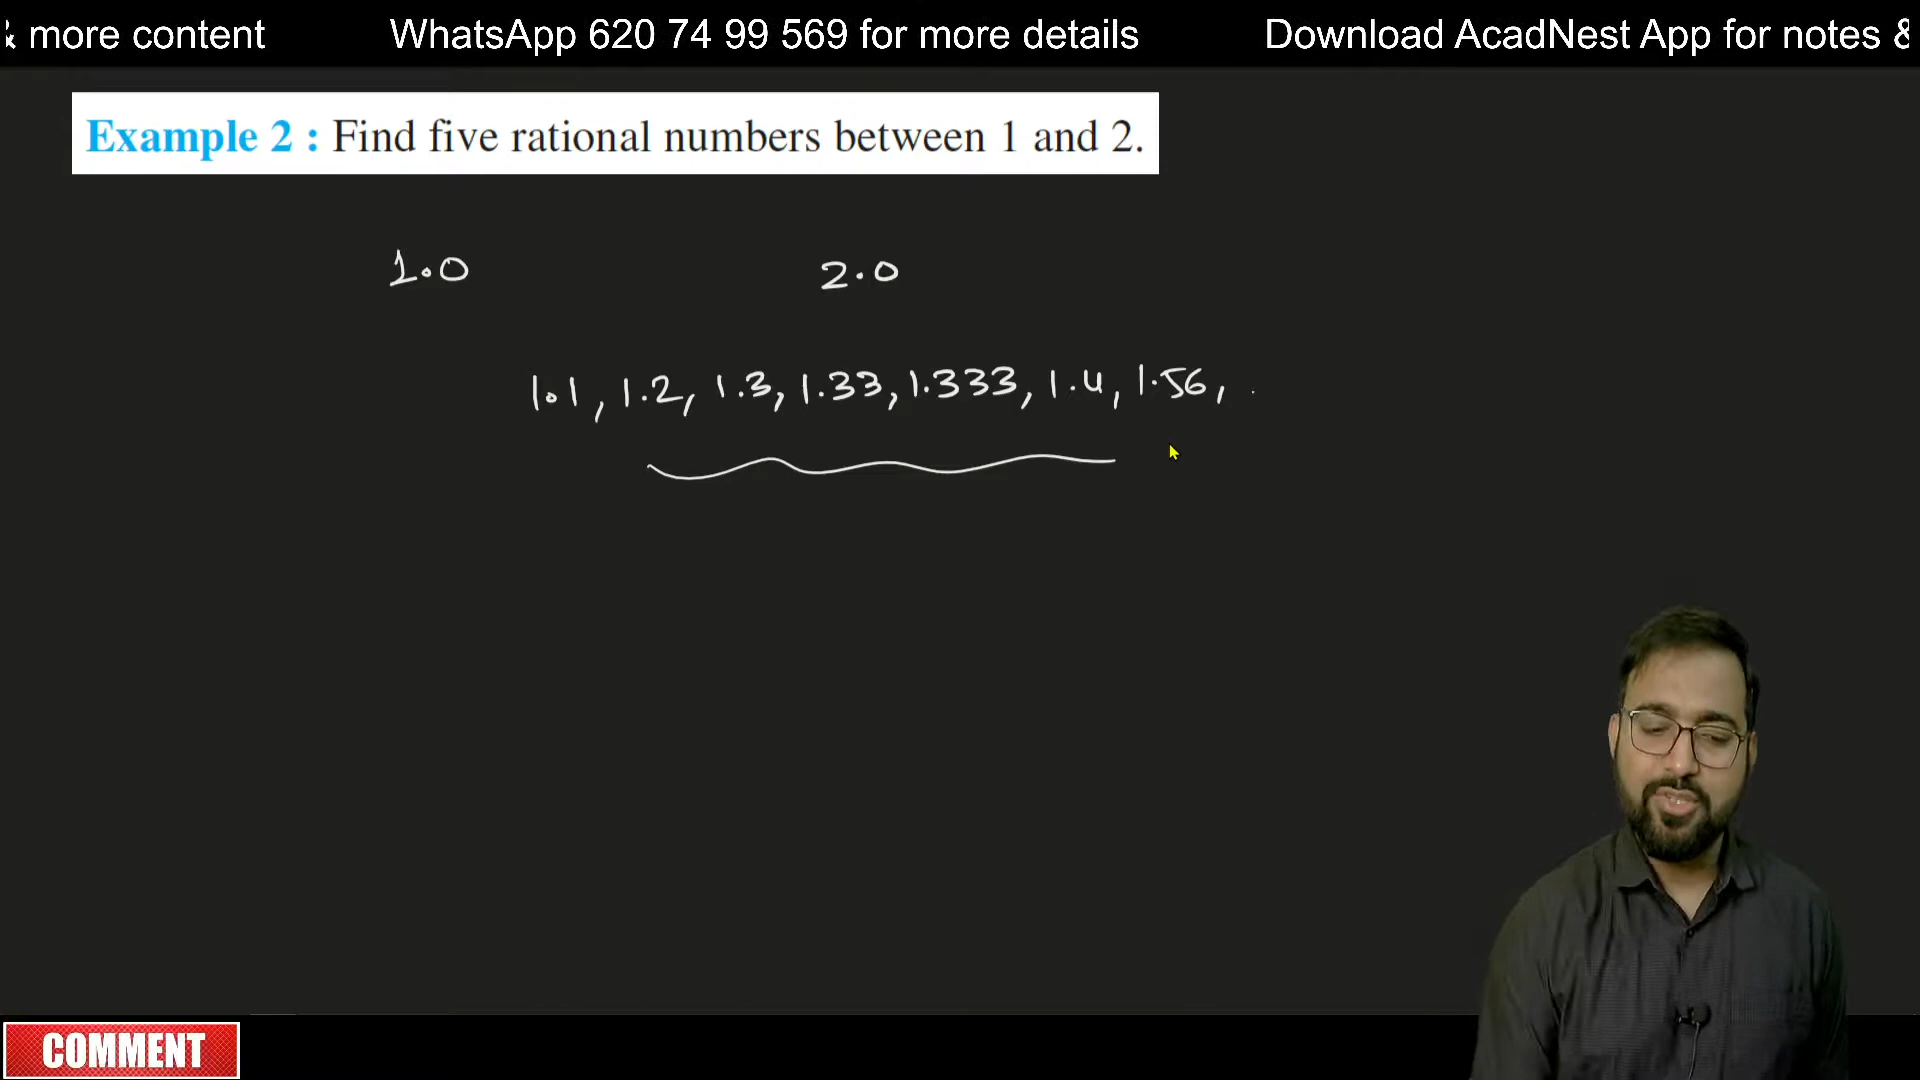 more content WhatsApp 620 74 99 569 for more details Download AcadNest App for notes &
Example 2 : Find five rational numbers between 1 and 2.
1.0 2.0
1.1, 1.2, 1.3, 1.33, 1.333, 1.4, 1.56, .
COMMENT